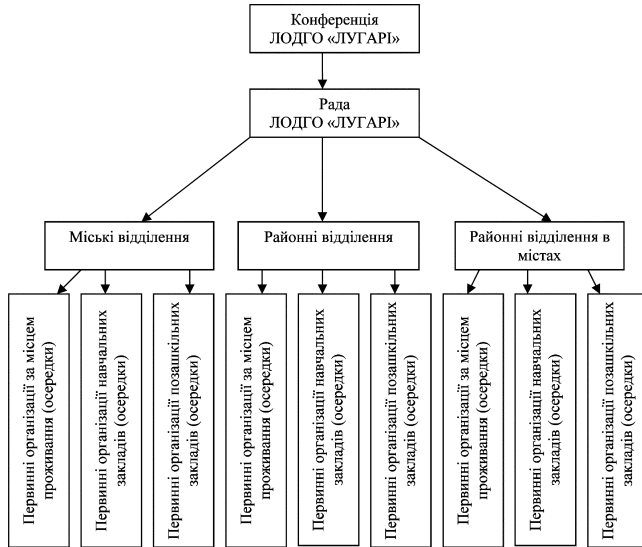 Конференція
ЛОДГО «ЛУГАРІ»
Рада
ЛОДГО «ЛУГАРІ»
Міські відділення
Районні відділення
Районні відділення в
містах
Первинні організації за місцем
проживання (осередки)
Первинні організації навчальних
закладів (осередки)
Первинні організації позашкільних
закладів (осередки)
Первинні організації за місцем
проживання (осередки)
Первинні організації навчальних
закладів (осередки)
Первинні організації позашкільних
закладів (осередки)
Первинні організації за місцем
проживання (осередки)
Первинні організації навчальних
закладів (осередки)
Первинні організації позашкільних
закладів (осередки)